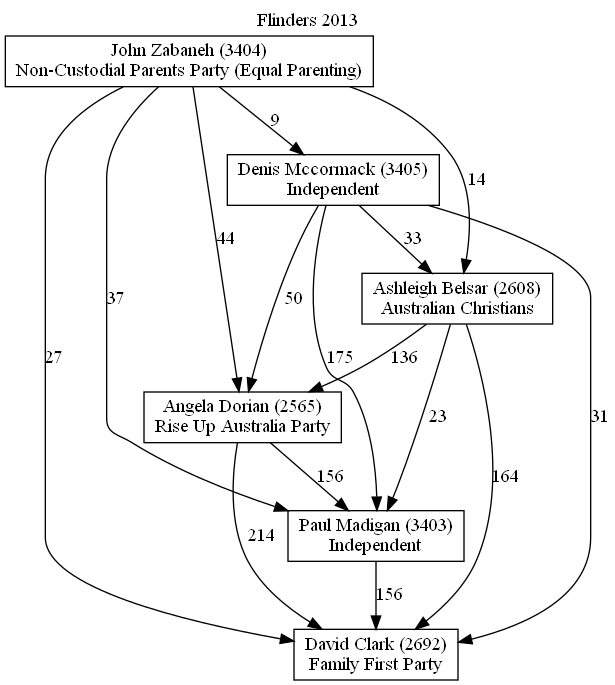 Flinders 2013
John Zabaneh (3404)
Non-Custodial Parents Party (Equal Parenting)
9
Denis Mccormack (3405)
Independent
14
44
33
Ashleigh Belsar (2608)
Australian Christians
37
50
27
175
136
Angela Dorian (2565)
Rise Up Australia Party
23
31
156
164
Paul Madigan (3403)
Independent
214
156
David Clark (2692)
Family First Party